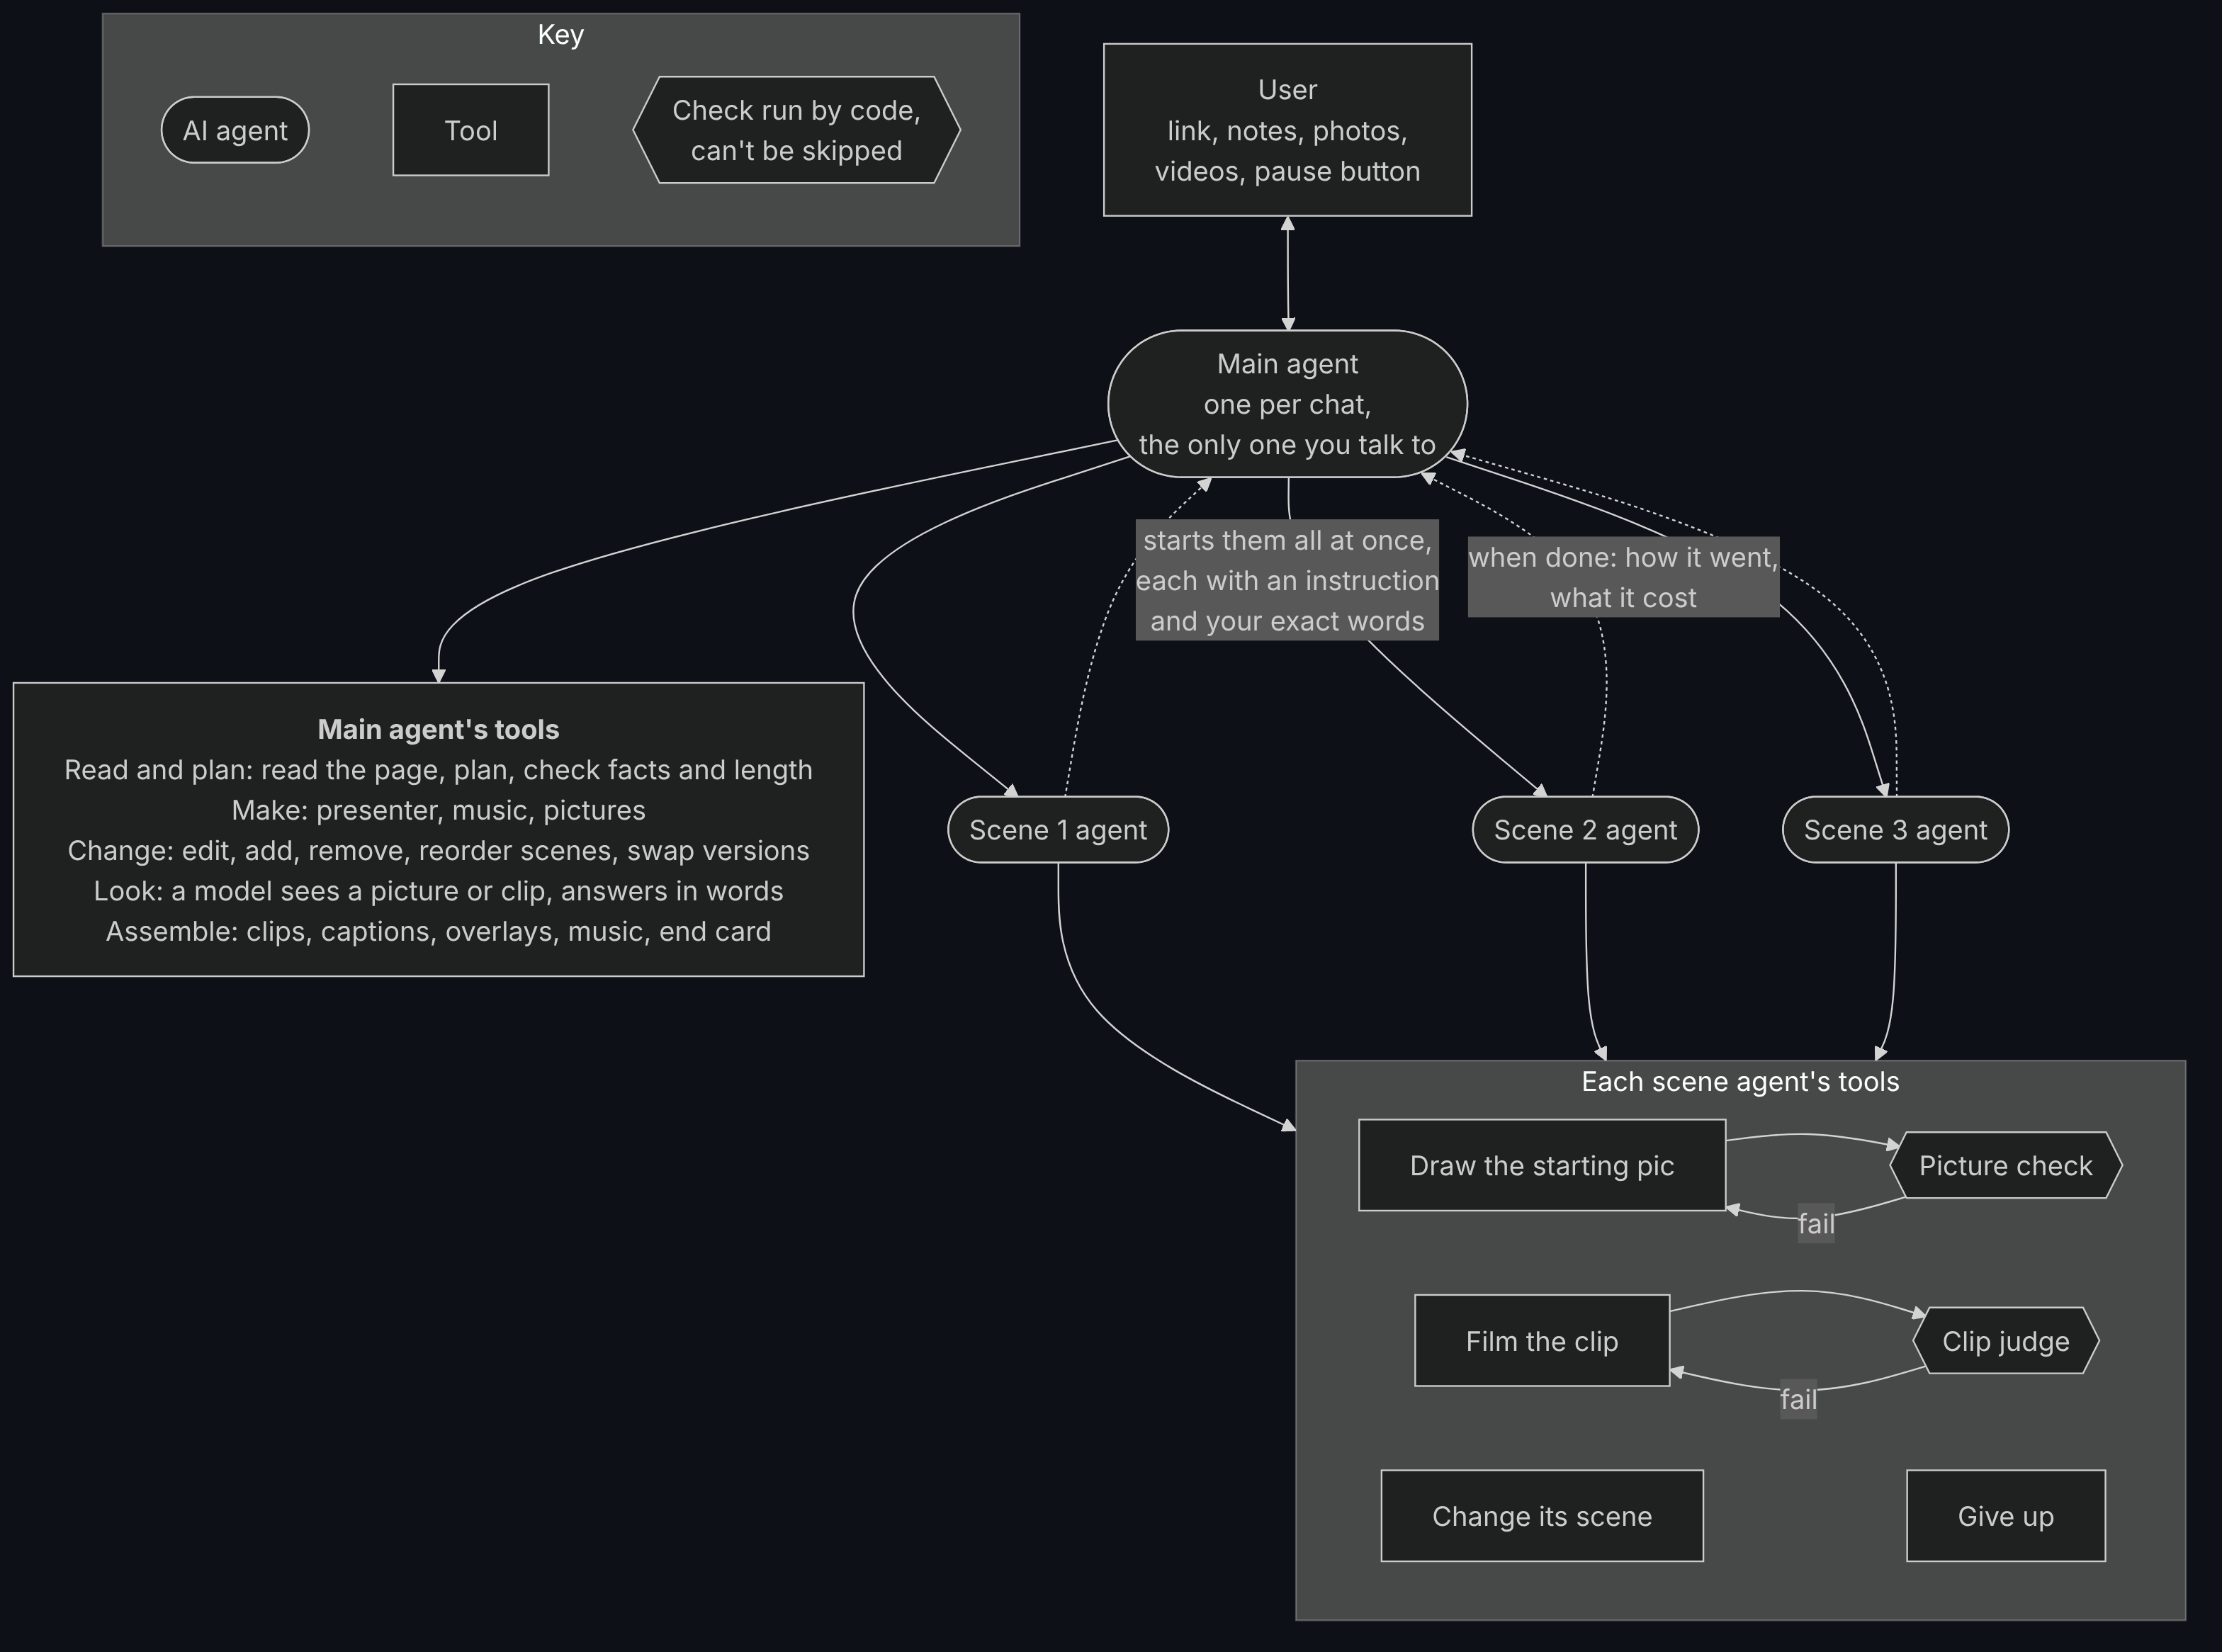 Key
AI agent
Tool
Check run by code,
can't be skipped
User
link, notes, photos,
videos, pause button
Main agent
one per chat,
the only one you talk to
starts them all at once,
each with an instruction
and your exact words
when done: how it went,
what it cost
Main agent's tools
Read and plan: read the page, plan, check facts and length
Make: presenter, music, pictures
Change: edit, add, remove, reorder scenes, swap versions
Look: a model sees a picture or clip, answers in words
Assemble: clips, captions, overlays, music, end card
Scene 1 agent
Scene 2 agent
Scene 3 agent
Each scene agent's tools
Draw the starting pic
Picture check
fail
Film the clip
Clip judge
fail
Change its scene
Give up